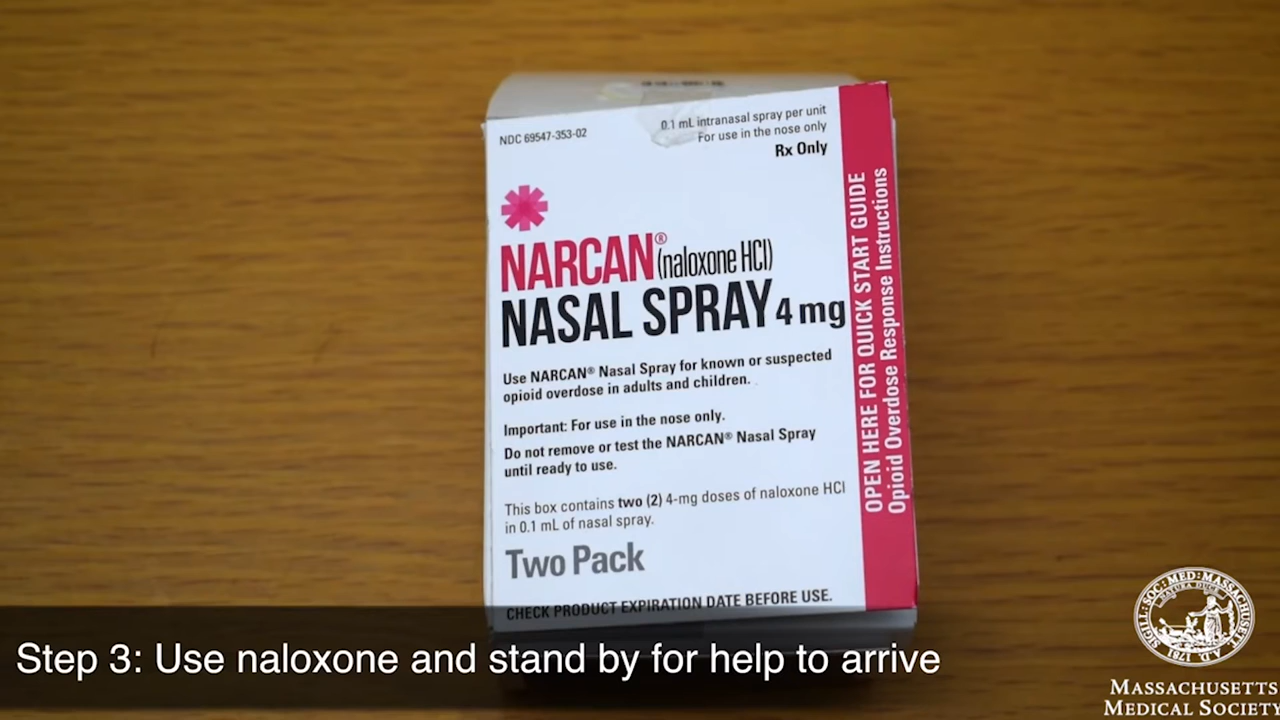 NDC 69547-353-02
0.1 mL intranasal spray per unit
For use in the nose only
Rx Only
NARCAN® (naloxone HCl)
NASAL SPRAY 4 mg
Use NARCAN® Nasal Spray for known or suspected
opioid overdose in adults and children.
Important: For use in the nose only.
Do not remove or test the NARCAN® Nasal Spray
until ready to use.
This box contains two (2) 4-mg doses of naloxone HCl
in 0.1 mL of nasal spray.
Two Pack
CHECK PRODUCT EXPIRATION DATE BEFORE USE.
OPEN HERE FOR QUICK START GUIDE
Opioid Overdose Response Instructions
Step 3: Use naloxone and stand by for help to arrive
MASSACHUSETTS
MEDICAL SOCIETY